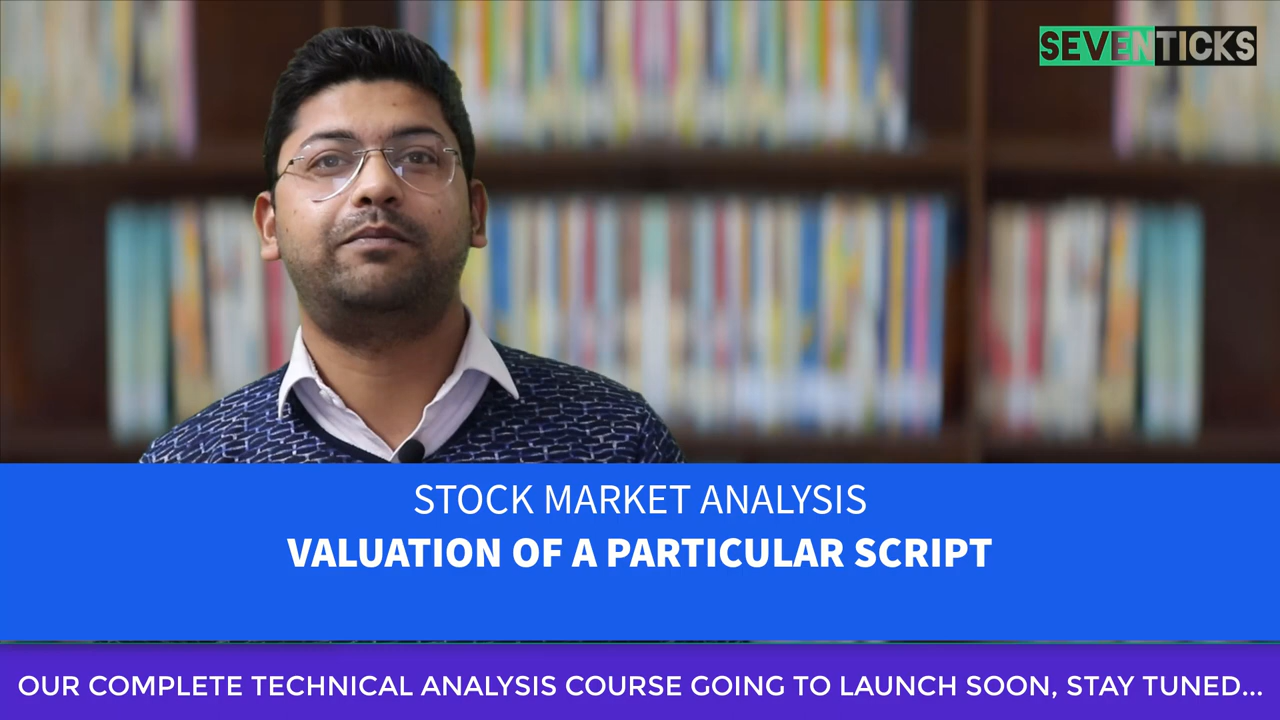 SEVENTICKS
STOCK MARKET ANALYSIS
VALUATION OF A PARTICULAR SCRIPT
OUR COMPLETE TECHNICAL ANALYSIS COURSE GOING TO LAUNCH SOON, STAY TUNED...